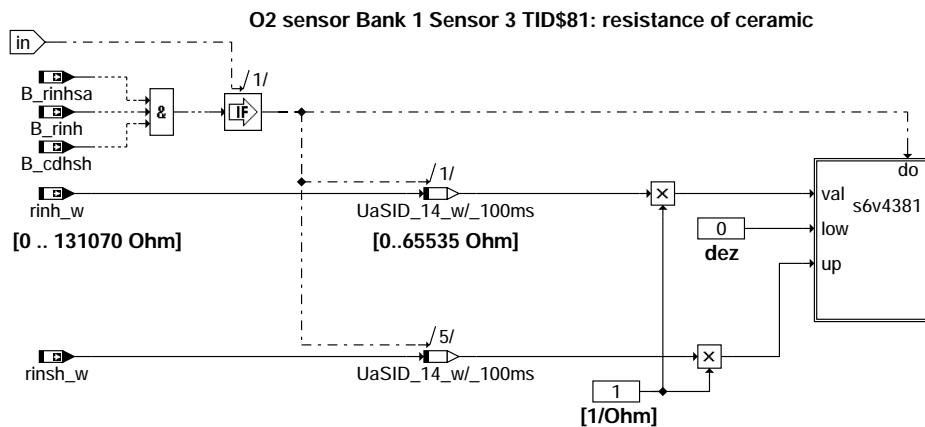 O2 sensor Bank 1 Sensor 3 TID$81: resistance of ceramic
in
/1/
B_rinhsa
&
IF
B_rinh
B_cdhsh
do
/1/
s6v4381
val
rinh_w
UaSID_14_w/_100ms
[0 .. 131070 Ohm]
[0..65535 Ohm]
0
low
dez
up
/5/
rinsh_w
UaSID_14_w/_100ms
1
[1/Ohm]